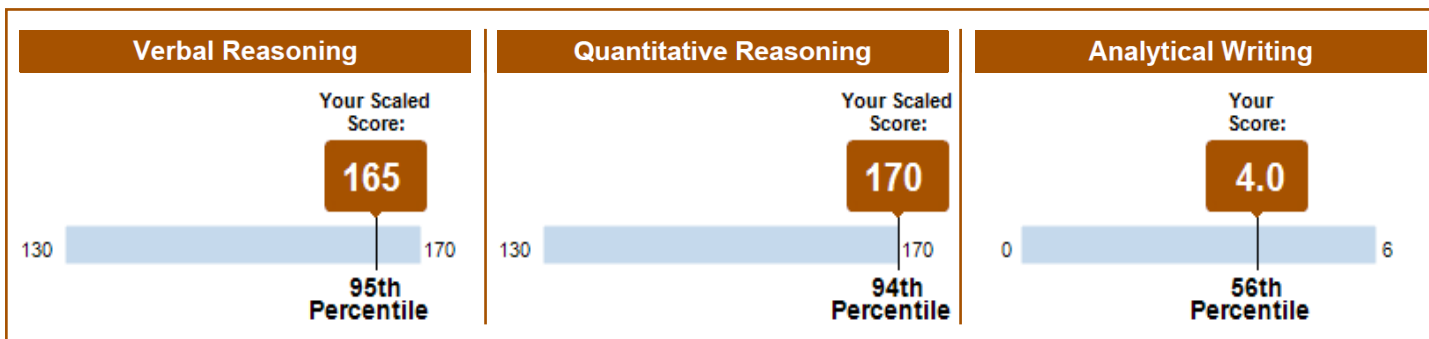 Verbal Reasoning
Your Scaled
Score:
165
130
170
95th
Percentile
Quantitative Reasoning
Your Scaled
Score:
170
130
170
94th
Percentile
Analytical Writing
Your
Score:
4.0
0
6
56th
Percentile